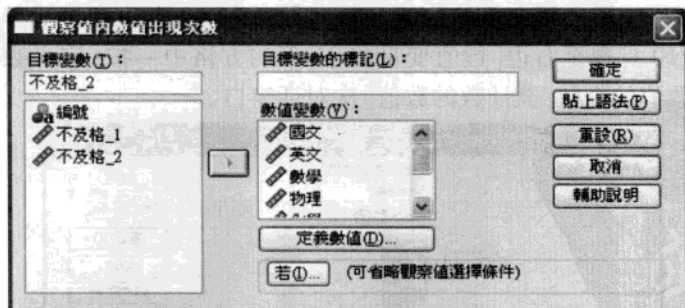 觀察值內數值出現次數
目標變數(T)：
不及格_2
編號
不及格_1
不及格_2
目標變數的標記(L)：
數值變數(V)：
國文
英文
數學
物理
定義數值(D)...
若(I)...
(可省略觀察值選擇條件)
確定
貼上語法(P)
重設(R)
取消
輔助說明